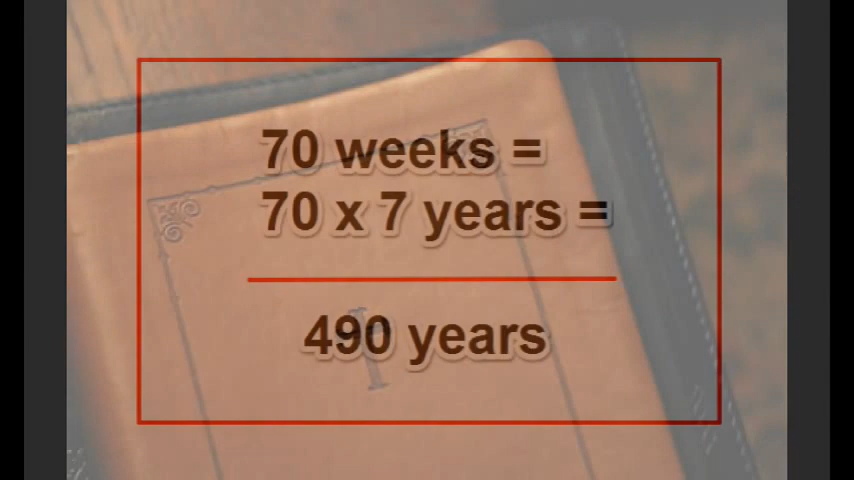 70 weeks =
70 x 7 years =
490 years